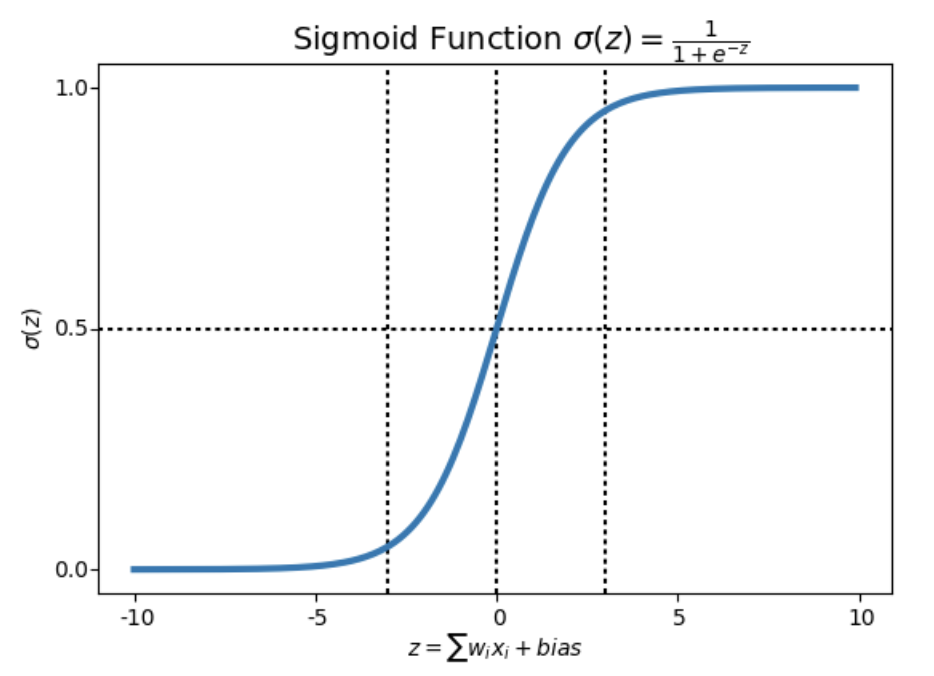 Sigmoid Function σ(z) = 1/(1 + e^{-z})
1.0
0.5
0.0
σ(z)
-10 -5 0 5 10
z = ∑w_i x_i + bias